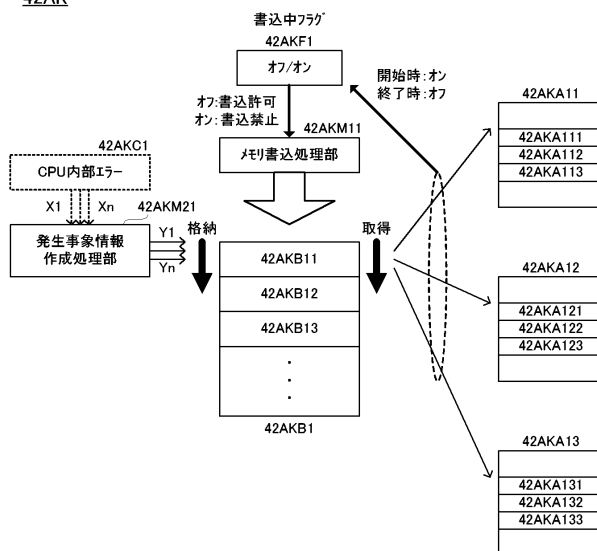 42AK
書込中フラグ
42AKF1
オフ/オン
開始時:オン
終了時:オフ
オフ:書込許可
オン:書込禁止
42AKM11
メモリ書込処理部
42AKC1
CPU内部エラー
X1
Xn
42AKM21
発生事象情報
作成処理部
Y1
Yn
格納
取得
42AKB11
42AKB12
42AKB13
・
・
・
42AKB1
42AKA11
42AKA111
42AKA112
42AKA113
42AKA12
42AKA121
42AKA122
42AKA123
42AKA13
42AKA131
42AKA132
42AKA133